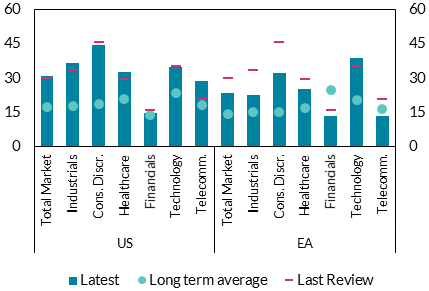 60 60
45 45
30 30
15 15
0 0
Total Market
Industrials
Cons. Discr.
Healthcare
Financials
Technology
Telecomm.
Total Market
Industrials
Cons. Discr.
Healthcare
Financials
Technology
Telecomm.
US EA
Latest Long term average Last Review